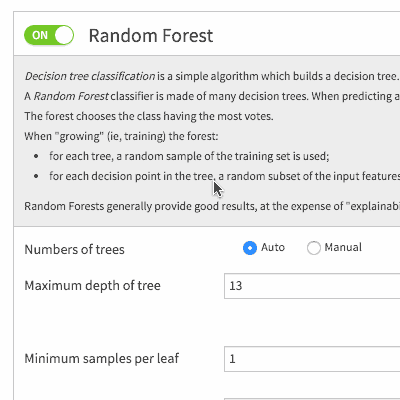 ON Random Forest
Decision tree classification is a simple algorithm which builds a decision tree.
A Random Forest classifier is made of many decision trees. When predicting a
The forest chooses the class having the most votes.
When "growing" (ie, training) the forest:
• for each tree, a random sample of the training set is used;
• for each decision point in the tree, a random subset of the input features
Random Forests generally provide good results, at the expense of "explainabi
Numbers of trees Auto Manual
Maximum depth of tree 13
Minimum samples per leaf 1